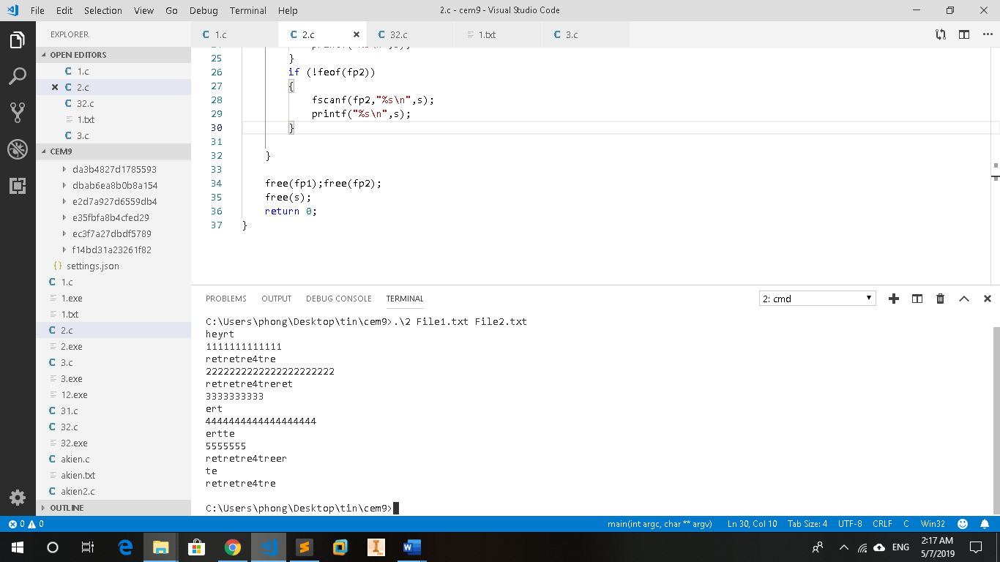 File Edit Selection View Go Debug Terminal Help
2.c - cem9 - Visual Studio Code
EXPLORER
OPEN EDITORS
C 1.c
C 2.c
C 32.c
1.txt
C 3.c
CEM9
da3b4827d1785593
dbab6ea8b0b8a154
e2d7a927d6559db4
e35fbfa8b4cfed29
ec3f7a27dbdf5789
f14bd31a23261f82
{} settings.json
C 1.c
1.exe
1.txt
C 2.c
2.exe
C 3.c
3.exe
12.exe
C 31.c
C 32.c
32.exe
C akien.c
akien.txt
C akien2.c
OUTLINE
C 1.c
C 2.c
C 32.c
1.txt
C 3.c
25 }
26 if (!feof(fp2))
27 {
28 fscanf(fp2,"%s\n",s);
29 printf("%s\n",s);
30 }
31
32 }
33
34 free(fp1);free(fp2);
35 free(s);
36 return 0;
37 }
PROBLEMS OUTPUT DEBUG CONSOLE TERMINAL
2: cmd
C:\Users\phong\Desktop\tin\cem9>.\2 File1.txt File2.txt
heyrt
1111111111111
retretre4tre
2222222222222222222222
retretre4treret
3333333333
ert
4444444444444444444
ertte
5555555
retretre4treer
te
retretre4tre
C:\Users\phong\Desktop\tin\cem9>
0 0
main(int argc, char ** argv) Ln 30, Col 10 Tab Size: 4 UTF-8 CRLF C Win32
ENG
2:17 AM
5/7/2019